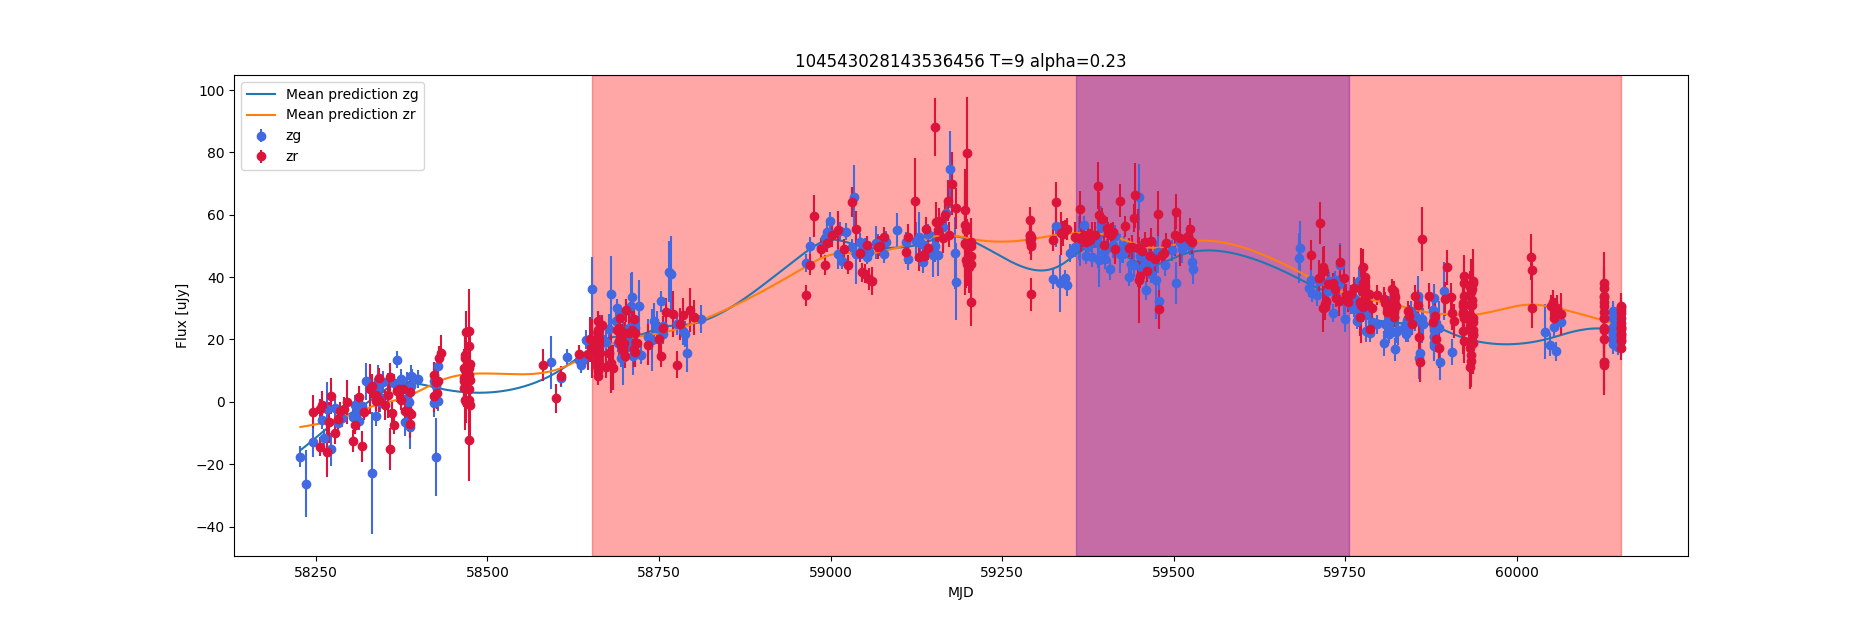 104543028143536456 T=9 alpha=0.23
Mean prediction zg
Mean prediction zr
zg
zr
Flux [uJy]
100
80
60
40
20
0
−20
−40
58250 58500 58750 59000 59250 59500 59750 60000
MJD